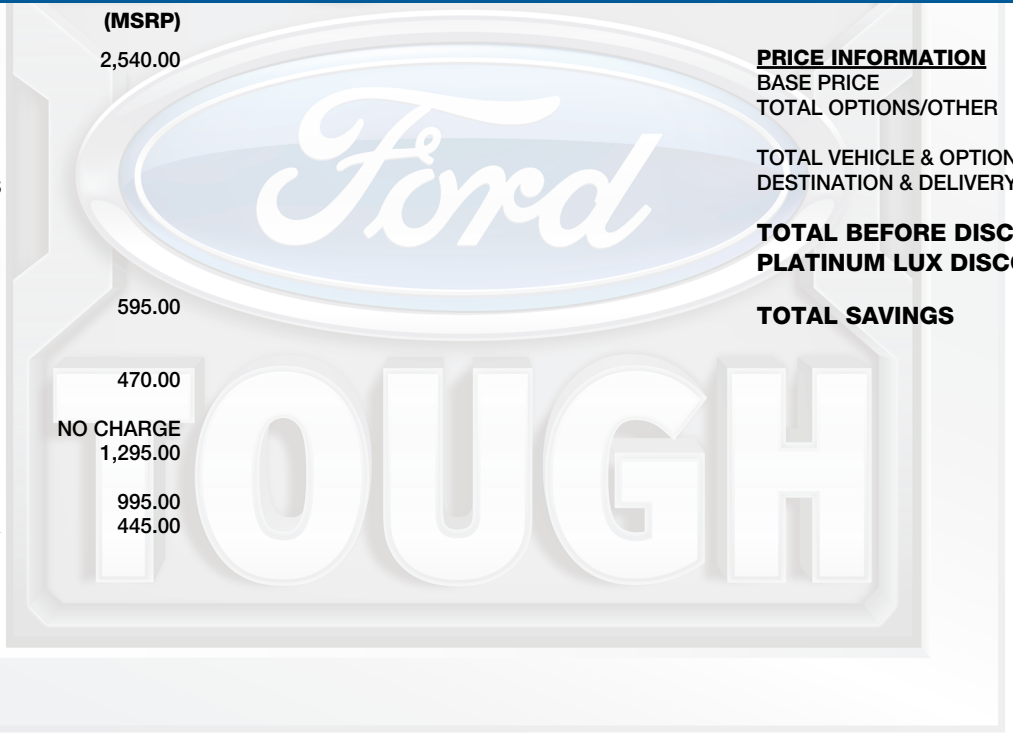 (MSRP)
2,540.00
595.00
470.00
NO CHARGE
1,295.00
995.00
445.00
PRICE INFORMATION
BASE PRICE
TOTAL OPTIONS/OTHER
TOTAL VEHICLE & OPTION
DESTINATION & DELIVERY
TOTAL BEFORE DISC
PLATINUM LUX DISC
TOTAL SAVINGS
Ford
TOUGH